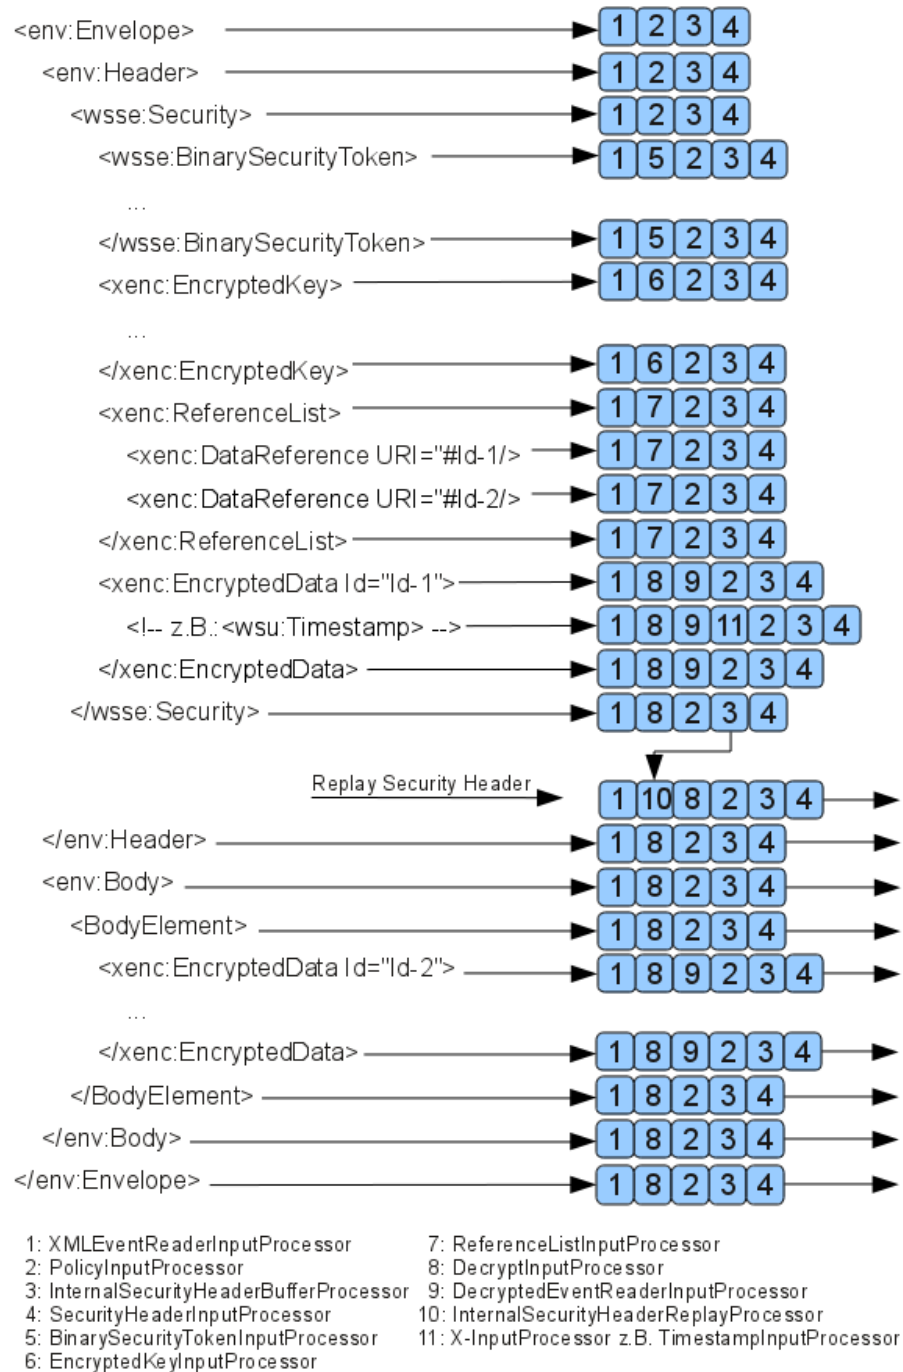 <env:Envelope> 1 2 3 4
<env:Header> 1 2 3 4
<wsse:Security> 1 2 3 4
<wsse:BinarySecurityToken> 1 5 2 3 4
...
</wsse:BinarySecurityToken> 1 5 2 3 4
<xenc:EncryptedKey> 1 6 2 3 4
...
</xenc:EncryptedKey> 1 6 2 3 4
<xenc:ReferenceList> 1 7 2 3 4
<xenc:DataReference URI="#Id-1/> 1 7 2 3 4
<xenc:DataReference URI="#Id-2/> 1 7 2 3 4
</xenc:ReferenceList> 1 7 2 3 4
<xenc:EncryptedData Id="Id-1"> 1 8 9 2 3 4
<!-- z.B.: <wsu:Timestamp> --> 1 8 9 11 2 3 4
</xenc:EncryptedData> 1 8 9 2 3 4
</wsse:Security> 1 8 2 3 4
Replay Security Header 1 10 8 2 3 4
</env:Header> 1 8 2 3 4
<env:Body> 1 8 2 3 4
<BodyElement> 1 8 2 3 4
<xenc:EncryptedData Id="Id-2"> 1 8 9 2 3 4
...
</xenc:EncryptedData> 1 8 9 2 3 4
</BodyElement> 1 8 2 3 4
</env:Body> 1 8 2 3 4
</env:Envelope> 1 8 2 3 4
1: XMLEventReaderInputProcessor
2: PolicyInputProcessor
3: InternalSecurityHeaderBufferProcessor
4: SecurityHeaderInputProcessor
5: BinarySecurityTokenInputProcessor
6: EncryptedKeyInputProcessor
7: ReferenceListInputProcessor
8: DecryptInputProcessor
9: DecryptedEventReaderInputProcessor
10: InternalSecurityHeaderReplayProcessor
11: X-InputProcessor z.B. TimestampInputProcessor